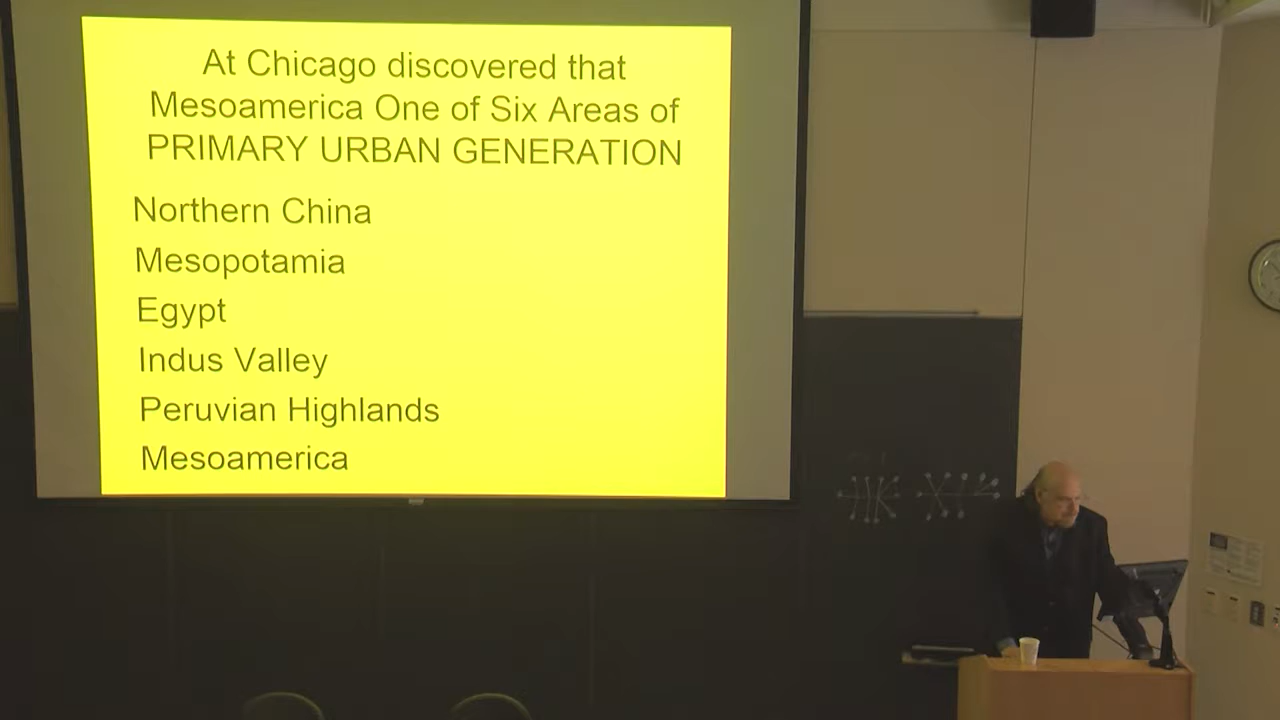 At Chicago discovered that
Mesoamerica One of Six Areas of
PRIMARY URBAN GENERATION
Northern China
Mesopotamia
Egypt
Indus Valley
Peruvian Highlands
Mesoamerica